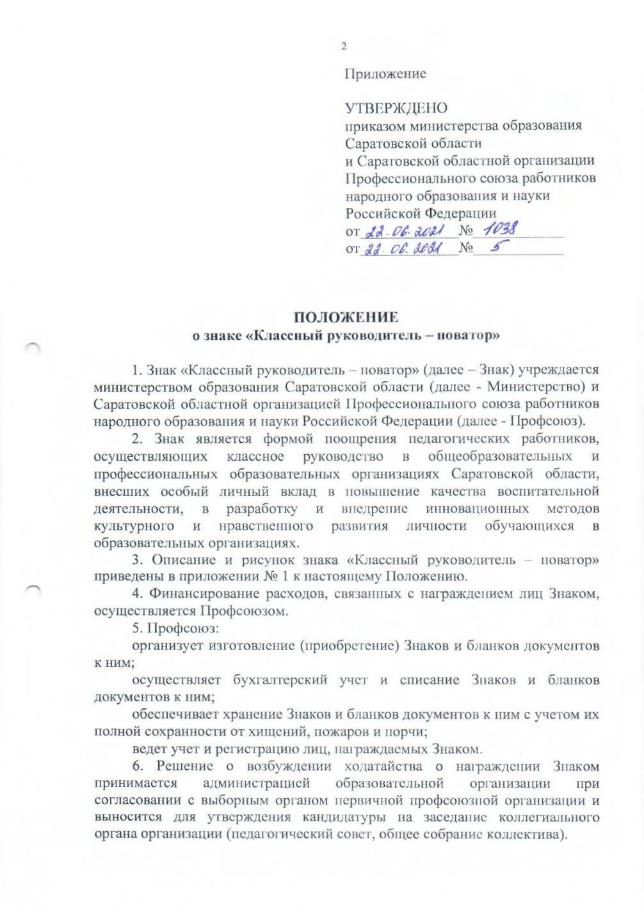 2
Приложение
УТВЕРЖДЕНО
приказом министерства образования
Саратовской области
и Саратовской областной организации
Профессионального союза работников
народного образования и науки
Российской Федерации
от 22.06.2021 № 1038
от 22.06.2021 № 5
ПОЛОЖЕНИЕ
о знаке «Классный руководитель – новатор»
1. Знак «Классный руководитель – новатор» (далее – Знак) учреждается
министерством образования Саратовской области (далее - Министерство) и
Саратовской областной организацией Профессионального союза работников
народного образования и науки Российской Федерации (далее - Профсоюз).
2. Знак является формой поощрения педагогических работников,
осуществляющих классное руководство в общеобразовательных и
профессиональных образовательных организациях Саратовской области,
внесших особый личный вклад в повышение качества воспитательной
деятельности, в разработку и внедрение инновационных методов
культурного и нравственного развития личности обучающихся в
образовательных организациях.
3. Описание и рисунок знака «Классный руководитель – новатор»
приведены в приложении № 1 к настоящему Положению.
4. Финансирование расходов, связанных с награждением лиц Знаком,
осуществляется Профсоюзом.
5. Профсоюз:
организует изготовление (приобретение) Знаков и бланков документов
к ним;
осуществляет бухгалтерский учет и списание Знаков и бланков
документов к ним;
обеспечивает хранение Знаков и бланков документов к ним с учетом их
полной сохранности от хищений, пожаров и порчи;
ведет учет и регистрацию лиц, награждаемых Знаком.
6. Решение о возбуждении ходатайства о награждении Знаком
принимается администрацией образовательной организации при
согласовании с выборным органом первичной профсоюзной организации и
выносится для утверждения кандидатуры на заседание коллегиального
органа организации (педагогический совет, общее собрание коллектива).